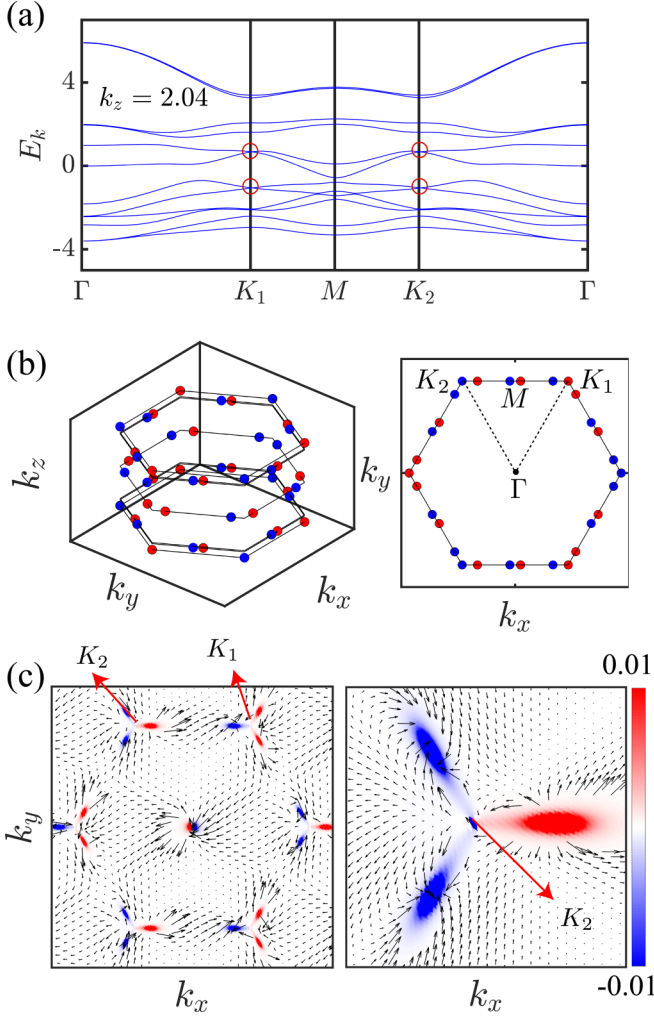 (a)
4
k_z = 2.04
E_k
0
-4
Γ K_1 M K_2 Γ
(b)
K_2 K_1
M
k_z
k_y
Γ
k_y k_x
k_x
K_2 K_1
0.01
(c)
k_y
K_2
-0.01
k_x k_x